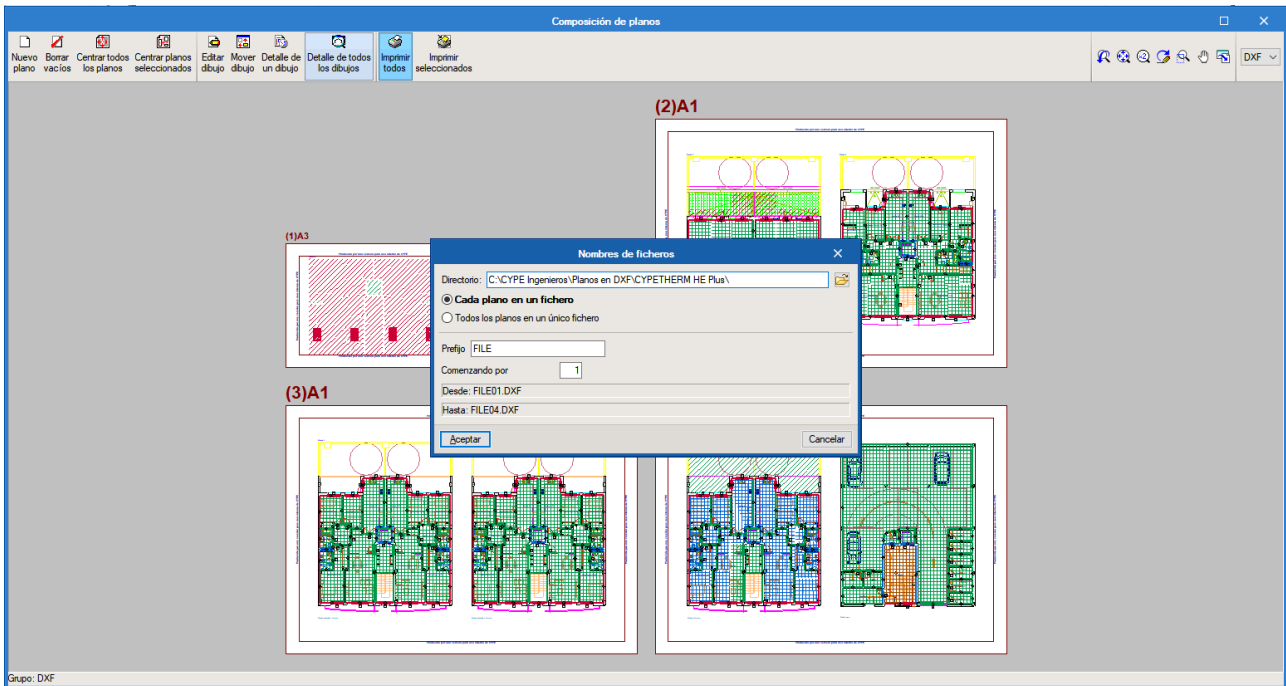 Composición de planos
Nuevo plano
Borrar vacíos
Centrar todos los planos
Centrar planos seleccionados
Editar dibujo
Mover dibujo
Detalle de un dibujo
Detalle de todos los dibujos
Imprimir todos
Imprimir seleccionados
DXF
(2)A1
(1)A3
Nombres de ficheros
Directorio: C:\CYPE Ingenieros\Planos en DXF\CYPETHERM HE Plus\
Cada plano en un fichero
Todos los planos en un único fichero
Prefijo FILE
Comenzando por 1
Desde: FILE01.DXF
Hasta: FILE04.DXF
Aceptar
Cancelar
(3)A1
Grupo: DXF